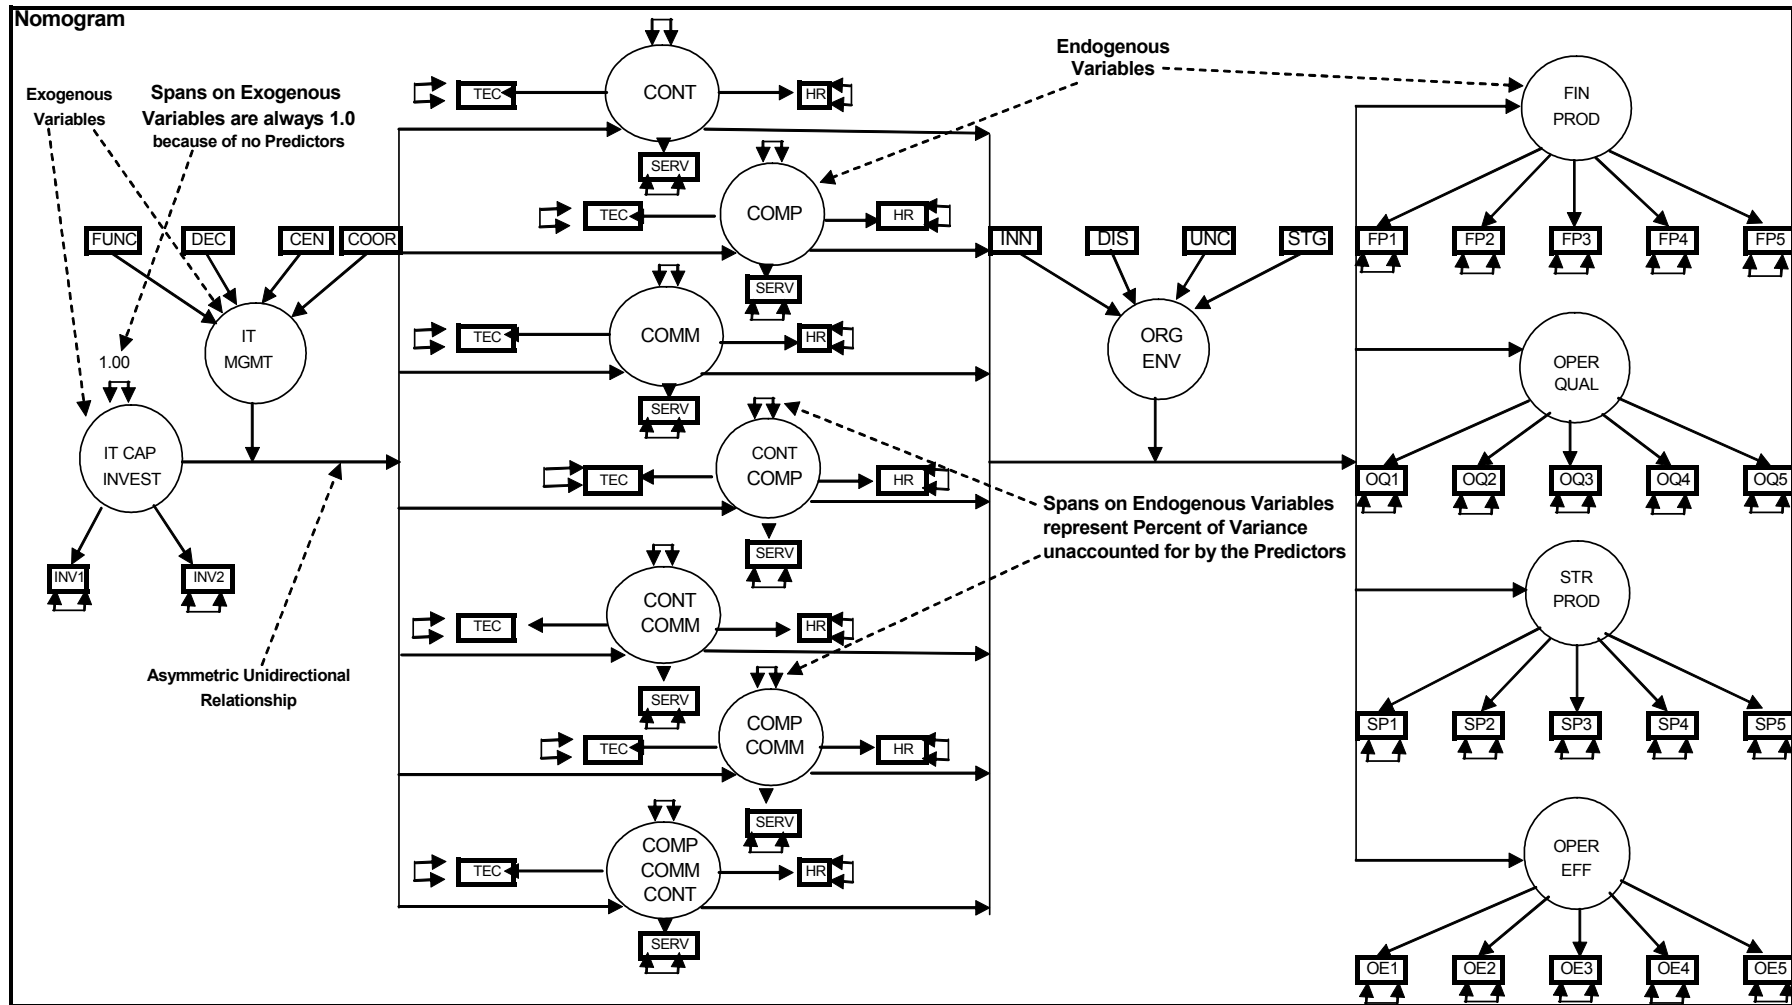 Nomogram
Exogenous
Variables
Spans on Exogenous
Variables are always 1.0
because of no Predictors
Endogenous
Variables
CONT
TEC
HR
SERV
COMP
TEC
HR
SERV
COMM
TEC
HR
SERV
CONT
COMP
TEC
HR
SERV
CONT
COMM
TEC
HR
SERV
COMP
COMM
TEC
HR
SERV
COMP
COMM
CONT
TEC
HR
SERV
FUNC
DEC
CEN
COOR
IT
MGMT
1.00
IT CAP
INVEST
INV1
INV2
Asymmetric Unidirectional
Relationship
INN
DIS
UNC
STG
ORG
ENV
Spans on Endogenous Variables
represent Percent of Variance
unaccounted for by the Predictors
FIN
PROD
FP1
FP2
FP3
FP4
FP5
OPER
QUAL
OQ1
OQ2
OQ3
OQ4
OQ5
STR
PROD
SP1
SP2
SP3
SP4
SP5
OPER
EFF
OE1
OE2
OE3
OE4
OE5